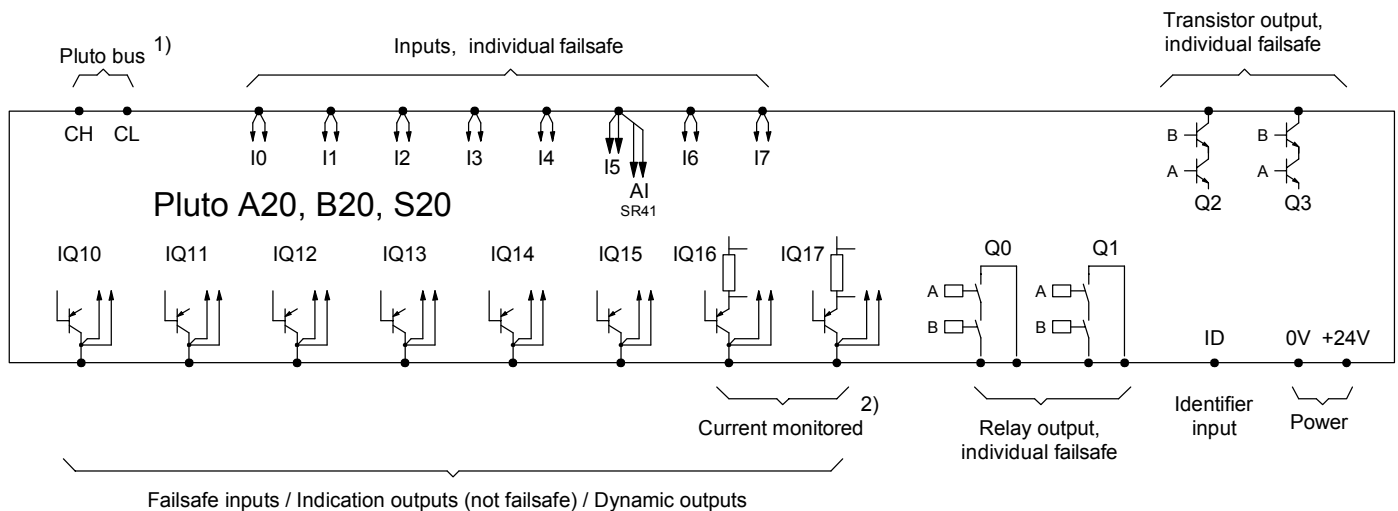 Transistor output,
individual failsafe
Pluto bus 1)
Inputs, individual failsafe
CH CL
I0 I1 I2 I3 I4 I5 I6 I7
AI
SR41
B B
A A
Q2 Q3
Pluto A20, B20, S20
IQ10 IQ11 IQ12 IQ13 IQ14 IQ15 IQ16 IQ17 Q0 Q1
A A
B B
ID 0V +24V
Current monitored 2)
Relay output,
individual failsafe
Identifier
input
Power
Failsafe inputs / Indication outputs (not failsafe) / Dynamic outputs